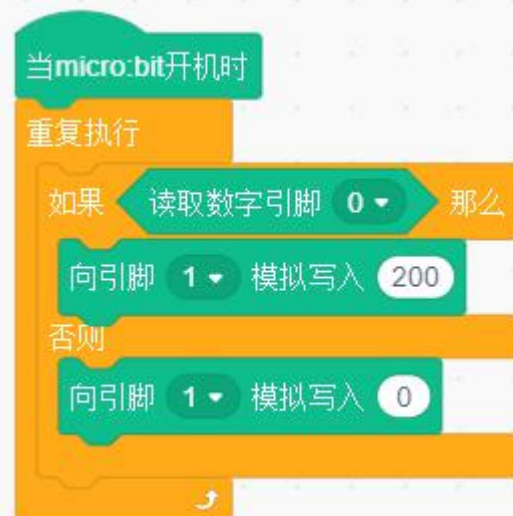 当micro:bit开机时
重复执行
如果 读取数字引脚 0 那么
向引脚 1 模拟写入 200
否则
向引脚 1 模拟写入 0